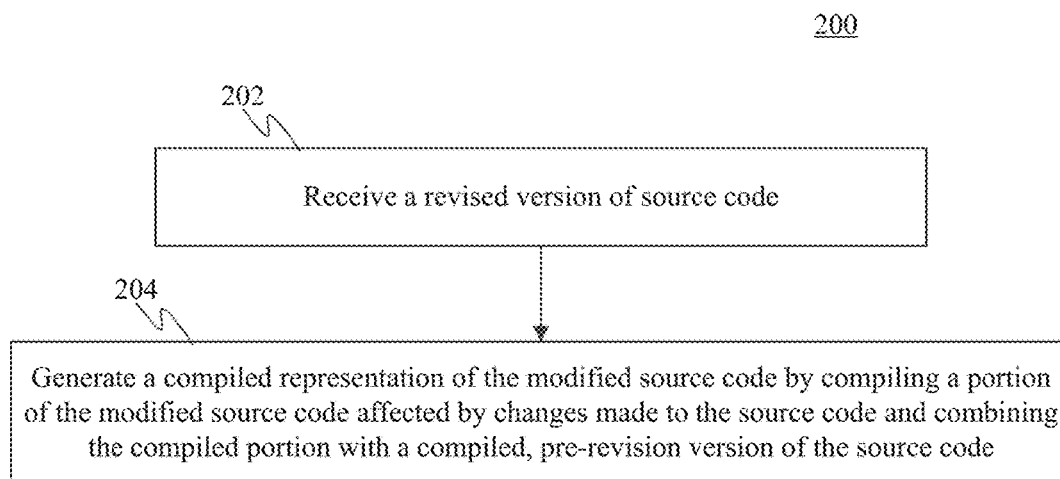 200
202
Receive a revised version of source code
204
Generate a compiled representation of the modified source code by compiling a portion
of the modified source code affected by changes made to the source code and combining
the compiled portion with a compiled, pre-revision version of the source code